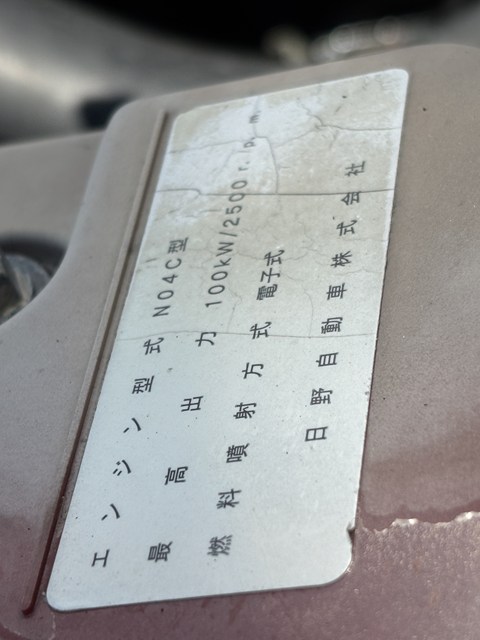 エンジン型式 N04C型
最高出力 100kW/2500r.p.m.
燃料噴射方式 電子式
日野自動車株式会社